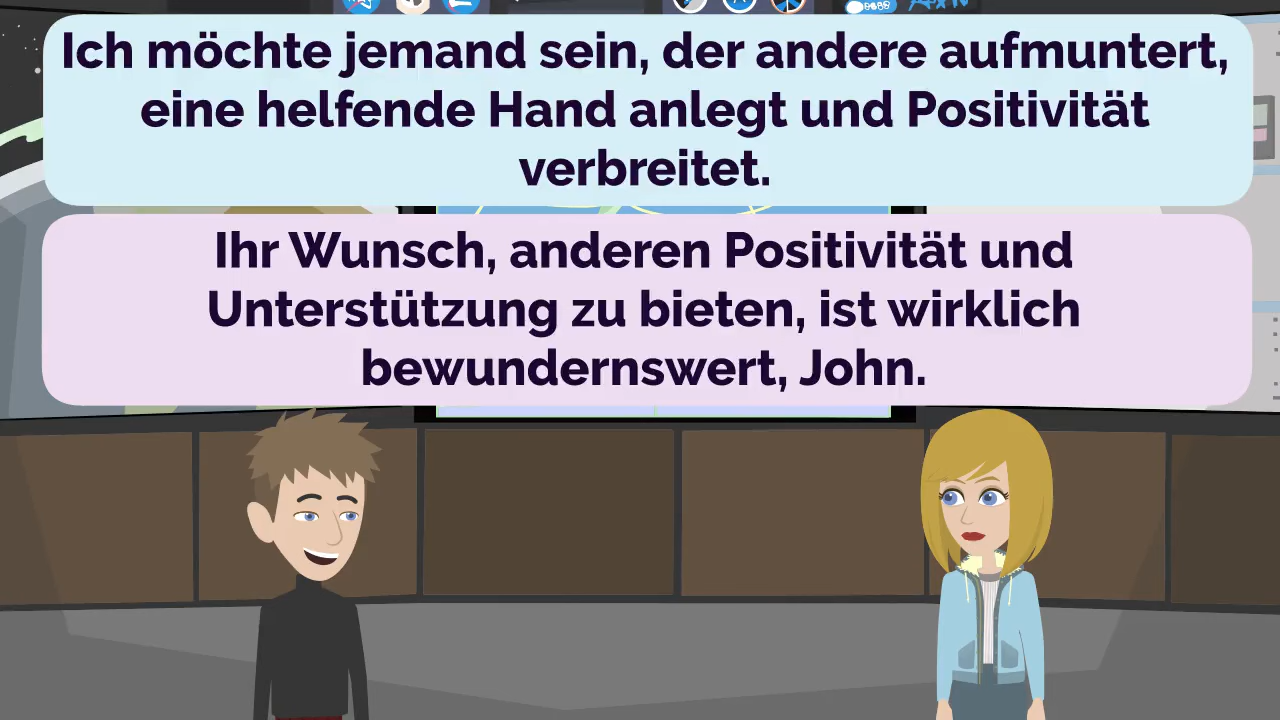 Ich möchte jemand sein, der andere aufmuntert,
eine helfende Hand anlegt und Positivität
verbreitet.
Ihr Wunsch, anderen Positivität und
Unterstützung zu bieten, ist wirklich
bewundernswert, John.